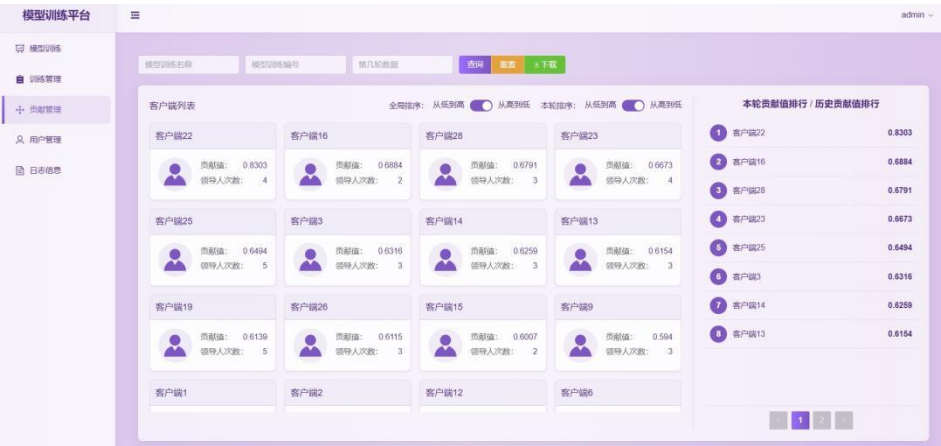 模型训练平台
admin
模型训练
训练管理
贡献管理
用户管理
日志信息
模型训练名称 模型训练编号 第几轮数据 查询 重置 下载
客户端列表 全局排序: 从低到高 从高到低 本轮排序: 从低到高 从高到低
客户端22 客户端16 客户端28 客户端23
贡献值: 0.8303 贡献值: 0.6884 贡献值: 0.6791 贡献值: 0.6673
领导人次数: 4 领导人次数: 2 领导人次数: 3 领导人次数: 4
客户端25 客户端3 客户端14 客户端13
贡献值: 0.6494 贡献值: 0.6316 贡献值: 0.6259 贡献值: 0.6154
领导人次数: 5 领导人次数: 3 领导人次数: 3 领导人次数: 3
客户端19 客户端26 客户端15 客户端9
贡献值: 0.6139 贡献值: 0.6115 贡献值: 0.6007 贡献值: 0.594
领导人次数: 5 领导人次数: 3 领导人次数: 2 领导人次数: 3
客户端1 客户端2 客户端12 客户端6
本轮贡献值排行 / 历史贡献值排行
1 客户端22 0.8303
2 客户端16 0.6884
3 客户端28 0.6791
4 客户端23 0.6673
5 客户端25 0.6494
6 客户端3 0.6316
7 客户端14 0.6259
8 客户端13 0.6154
1 2